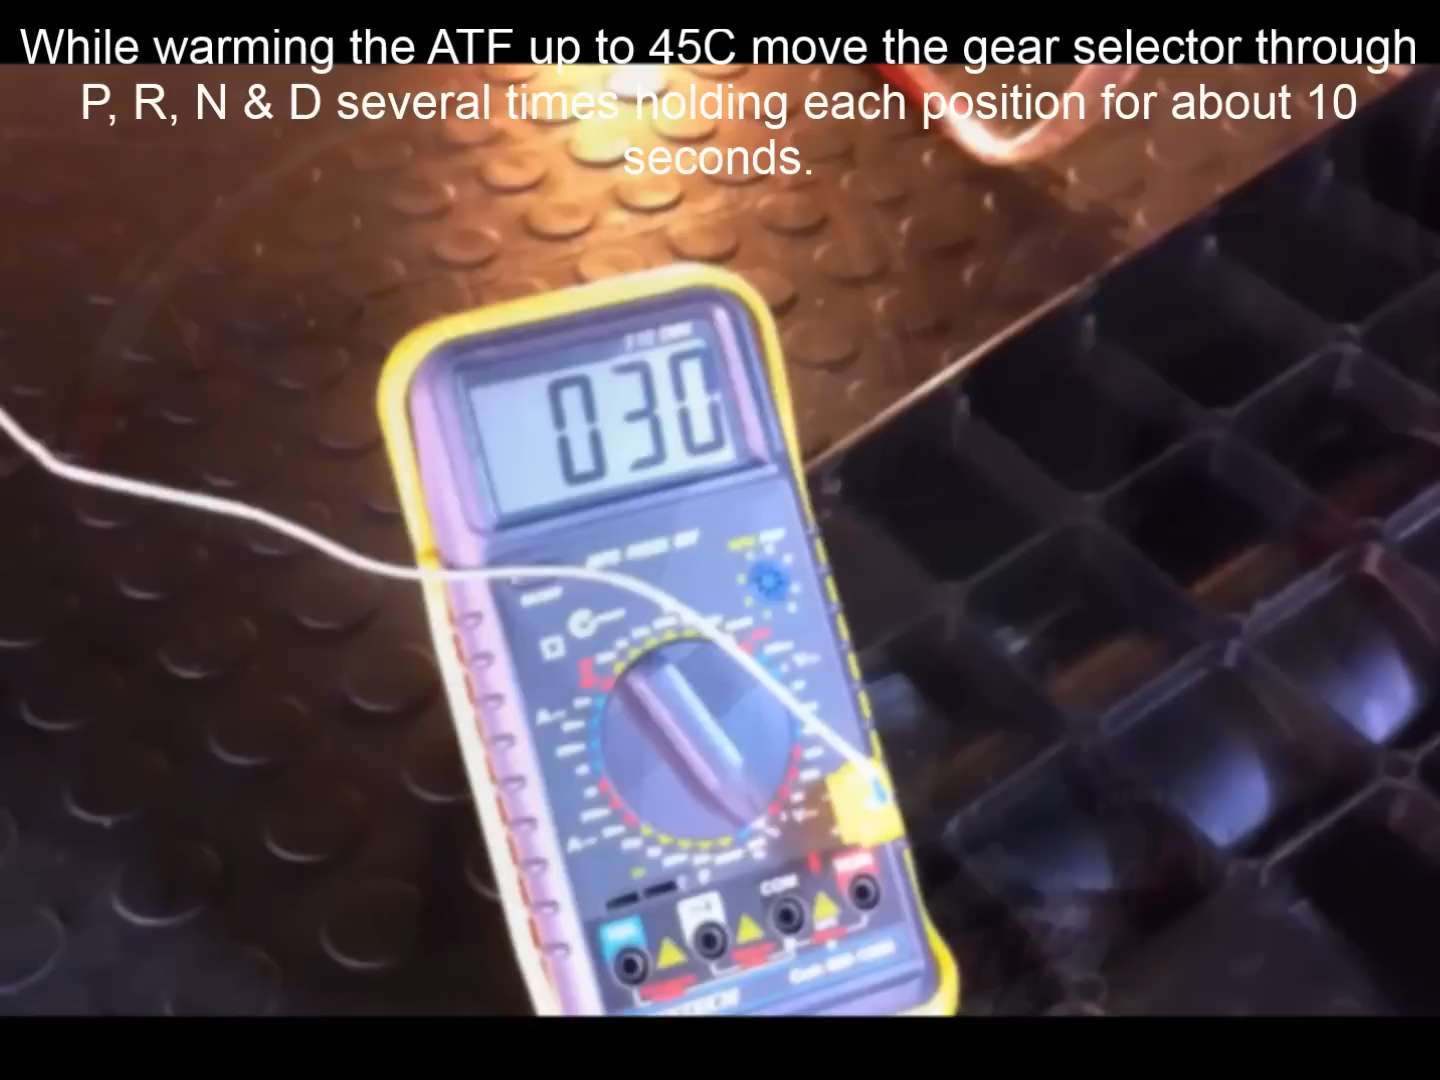 While warming the ATF up to 45C move the gear selector through
P, R, N & D several times holding each position for about 10
seconds.
030
COM